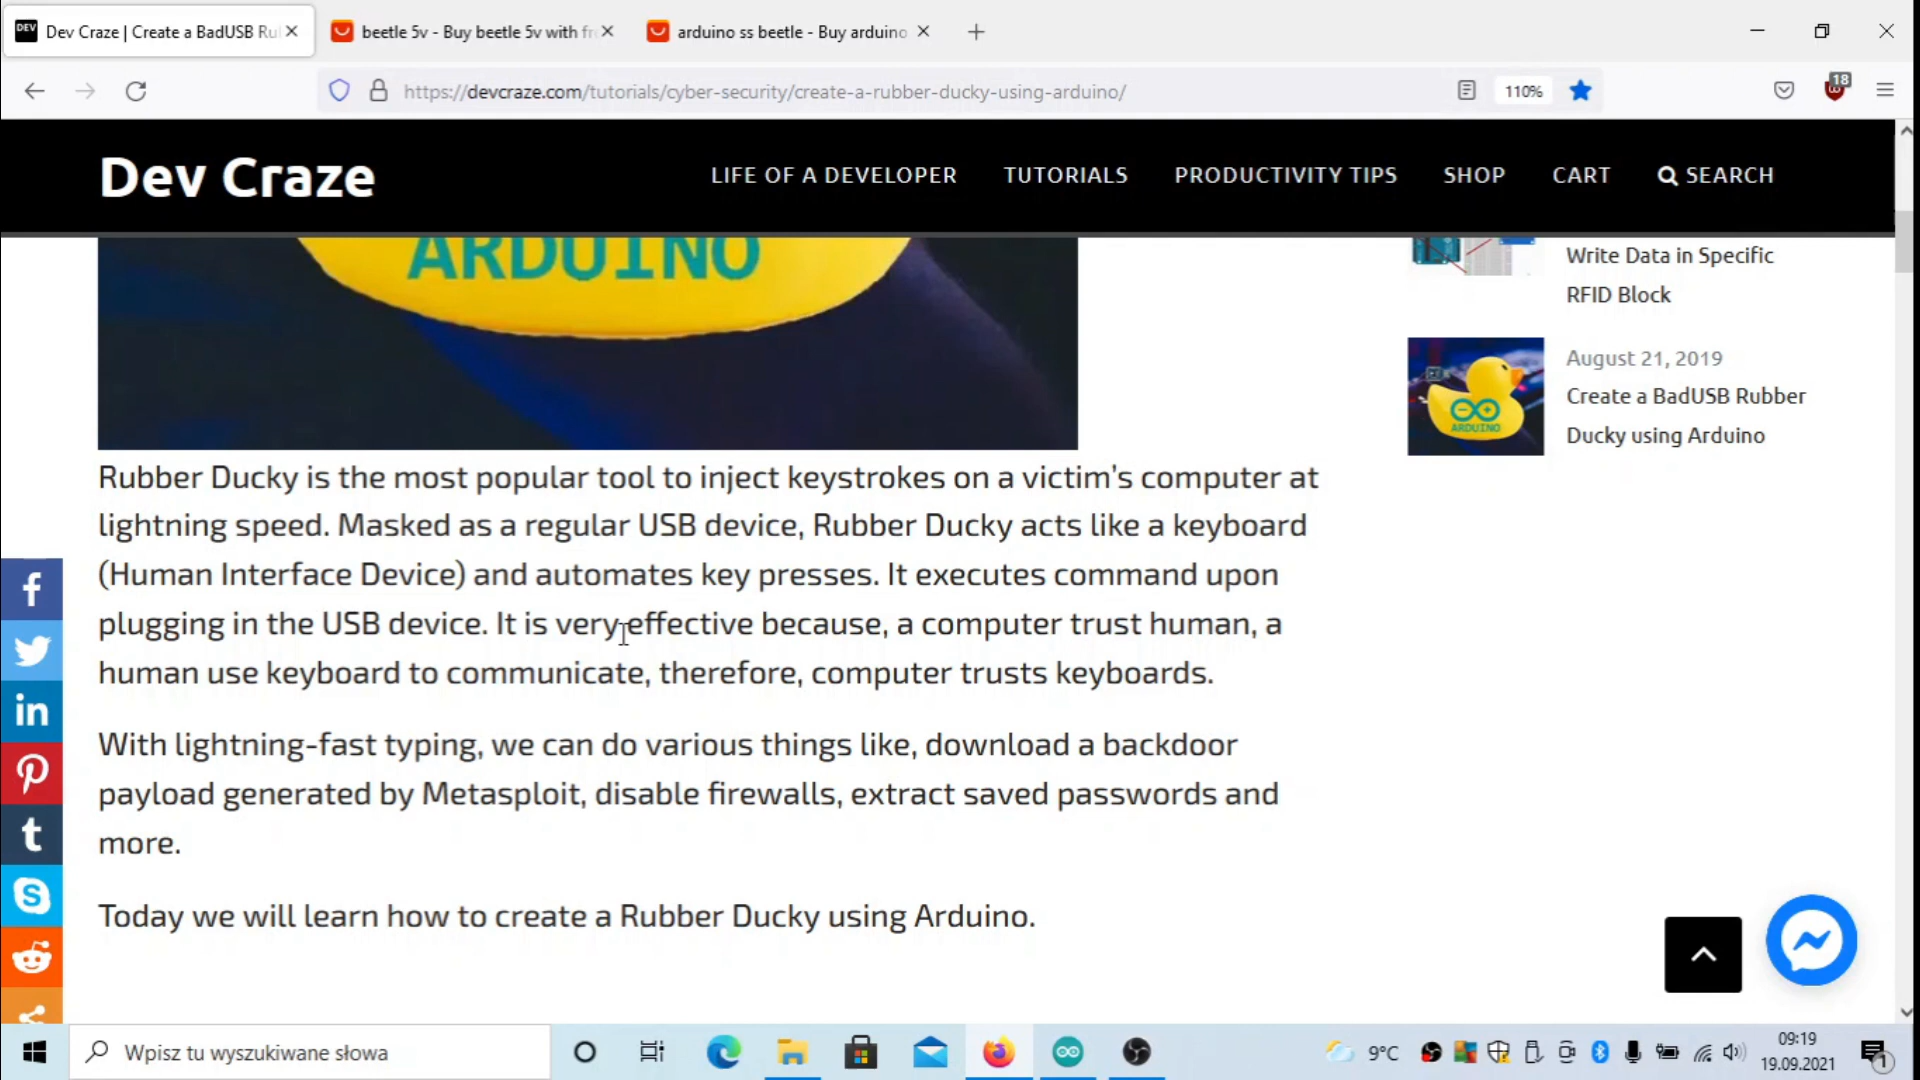 Dev Craze | Create a BadUSB Ru
beetle 5v - Buy beetle 5v with fr
arduino ss beetle - Buy arduino
https://devcraze.com/tutorials/cyber-security/create-a-rubber-ducky-using-arduino/
110%
18
Dev Craze
LIFE OF A DEVELOPER
TUTORIALS
PRODUCTIVITY TIPS
SHOP
CART
SEARCH
ARDUINO
Write Data in Specific
RFID Block
ARDUINO
August 21, 2019
Create a BadUSB Rubber
Ducky using Arduino
Rubber Ducky is the most popular tool to inject keystrokes on a victim's computer at
lightning speed. Masked as a regular USB device, Rubber Ducky acts like a keyboard
(Human Interface Device) and automates key presses. It executes command upon
plugging in the USB device. It is very effective because, a computer trust human, a
human use keyboard to communicate, therefore, computer trusts keyboards.
With lightning-fast typing, we can do various things like, download a backdoor
payload generated by Metasploit, disable firewalls, extract saved passwords and
more.
Today we will learn how to create a Rubber Ducky using Arduino.
Wpisz tu wyszukiwane słowa
9°C
09:19
19.09.2021
1